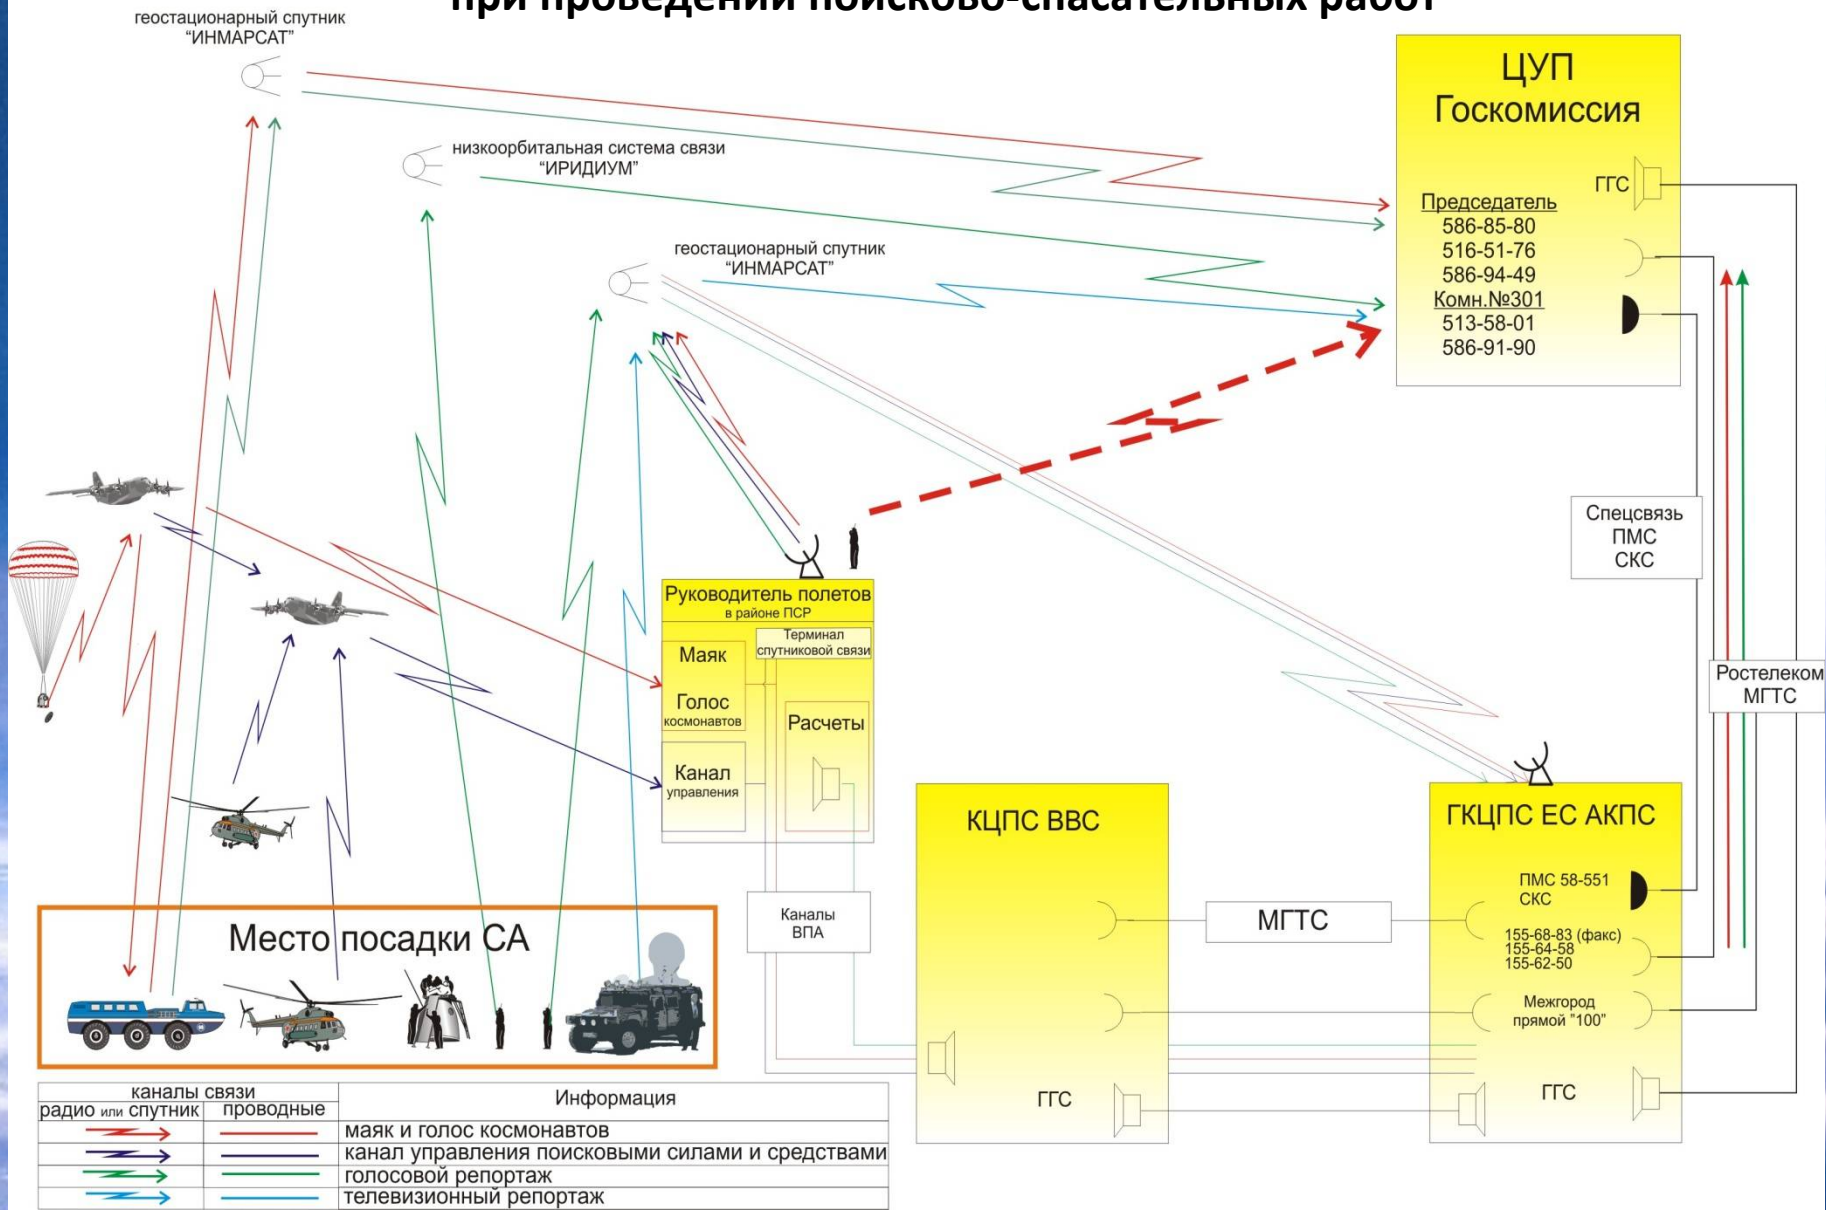 при проведении поисково-спасательных работ
геостационарный спутник
“ИНМАРСАТ”
низкоорбитальная система связи
“ИРИДИУМ”
геостационарный спутник
“ИНМАРСАТ”
ЦУП
Госкомиссия
ГГС
Председатель
586-85-80
516-51-76
586-94-49
Комн.№301
513-58-01
586-91-90
Спецсвязь
ПМС
СКС
Ростелеком
МГТС
Руководитель полетов
в районе ПСР
Терминал
спутниковой связи
Маяк
Голос
космонавтов
Расчеты
Канал
управления
Каналы
ВПА
КЦПС ВВС
ГГС
МГТС
ГКЦПС ЕС АКПС
ПМС 58-551
СКС
155-68-83 (факс)
155-64-58
155-62-50
Межгород
прямой "100"
ГГС
Место посадки СА
каналы связи
радио или спутник
проводные
Информация
маяк и голос космонавтов
канал управления поисковыми силами и средствами
голосовой репортаж
телевизионный репортаж